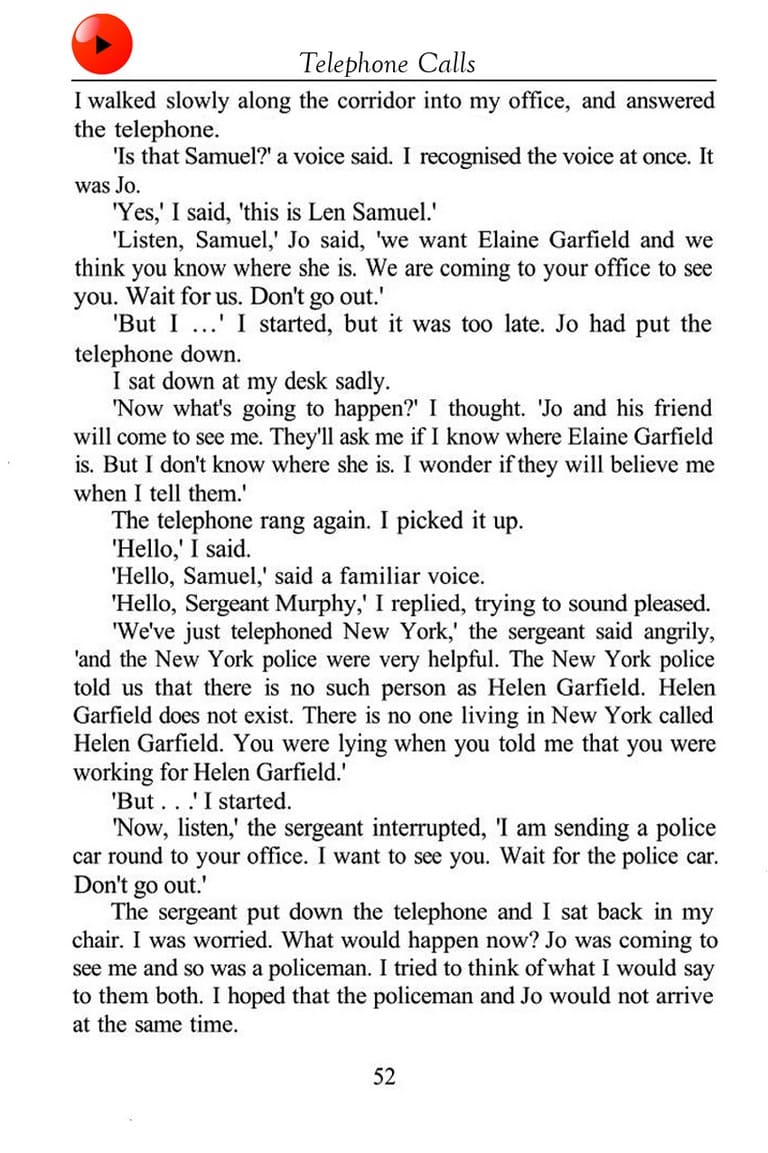 Telephone Calls
I walked slowly along the corridor into my office, and answered
the telephone.
'Is that Samuel?' a voice said. I recognised the voice at once. It
was Jo.
'Yes,' I said, 'this is Len Samuel.'
'Listen, Samuel,' Jo said, 'we want Elaine Garfield and we
think you know where she is. We are coming to your office to see
you. Wait for us. Don't go out.'
'But I ...' I started, but it was too late. Jo had put the
telephone down.
I sat down at my desk sadly.
'Now what's going to happen?' I thought. 'Jo and his friend
will come to see me. They'll ask me if I know where Elaine Garfield
is. But I don't know where she is. I wonder if they will believe me
when I tell them.'
The telephone rang again. I picked it up.
'Hello,' I said.
'Hello, Samuel,' said a familiar voice.
'Hello, Sergeant Murphy,' I replied, trying to sound pleased.
'We've just telephoned New York,' the sergeant said angrily,
'and the New York police were very helpful. The New York police
told us that there is no such person as Helen Garfield. Helen
Garfield does not exist. There is no one living in New York called
Helen Garfield. You were lying when you told me that you were
working for Helen Garfield.'
'But . . .' I started.
'Now, listen,' the sergeant interrupted, 'I am sending a police
car round to your office. I want to see you. Wait for the police car.
Don't go out.'
The sergeant put down the telephone and I sat back in my
chair. I was worried. What would happen now? Jo was coming to
see me and so was a policeman. I tried to think of what I would say
to them both. I hoped that the policeman and Jo would not arrive
at the same time.
52